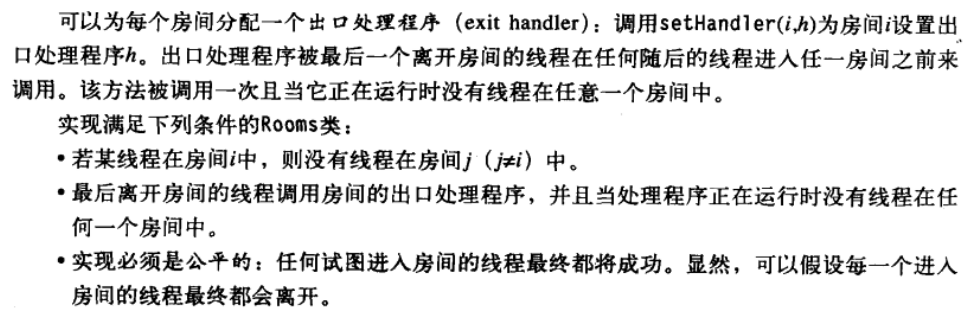 可以为每个房间分配一个出口处理程序（exit handler）：调用setHandler(i,h)为房间i设置出
口处理程序h。出口处理程序被最后一个离开房间的线程在任何随后的线程进入任一房间之前来
调用。该方法被调用一次且当它正在运行时没有线程在任意一个房间中。
实现满足下列条件的Rooms类：
•若某线程在房间i中，则没有线程在房间j（j≠i）中。
•最后离开房间的线程调用房间的出口处理程序，并且当处理程序正在运行时没有线程在任
何一个房间中。
•实现必须是公平的：任何试图进入房间的线程最终都将成功。显然，可以假设每一个进入
房间的线程最终都会离开。